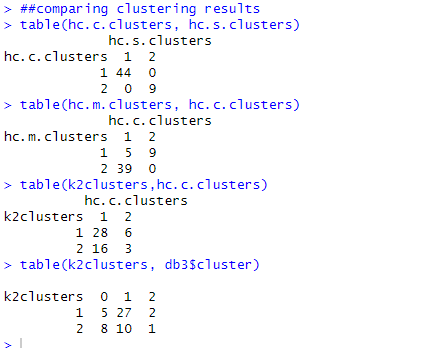 > ##comparing clustering results
> table(hc.c.clusters, hc.s.clusters)
             hc.s.clusters
hc.c.clusters  1  2
            1 44  0
            2  0  9
> table(hc.m.clusters, hc.c.clusters)
             hc.c.clusters
hc.m.clusters  1  2
            1  5  9
            2 39  0
> table(k2clusters,hc.c.clusters)
          hc.c.clusters
k2clusters  1  2
         1 28  6
         2 16  3
> table(k2clusters, db3$cluster)
k2clusters  0  1  2
         1  5 27  2
         2  8 10  1
>